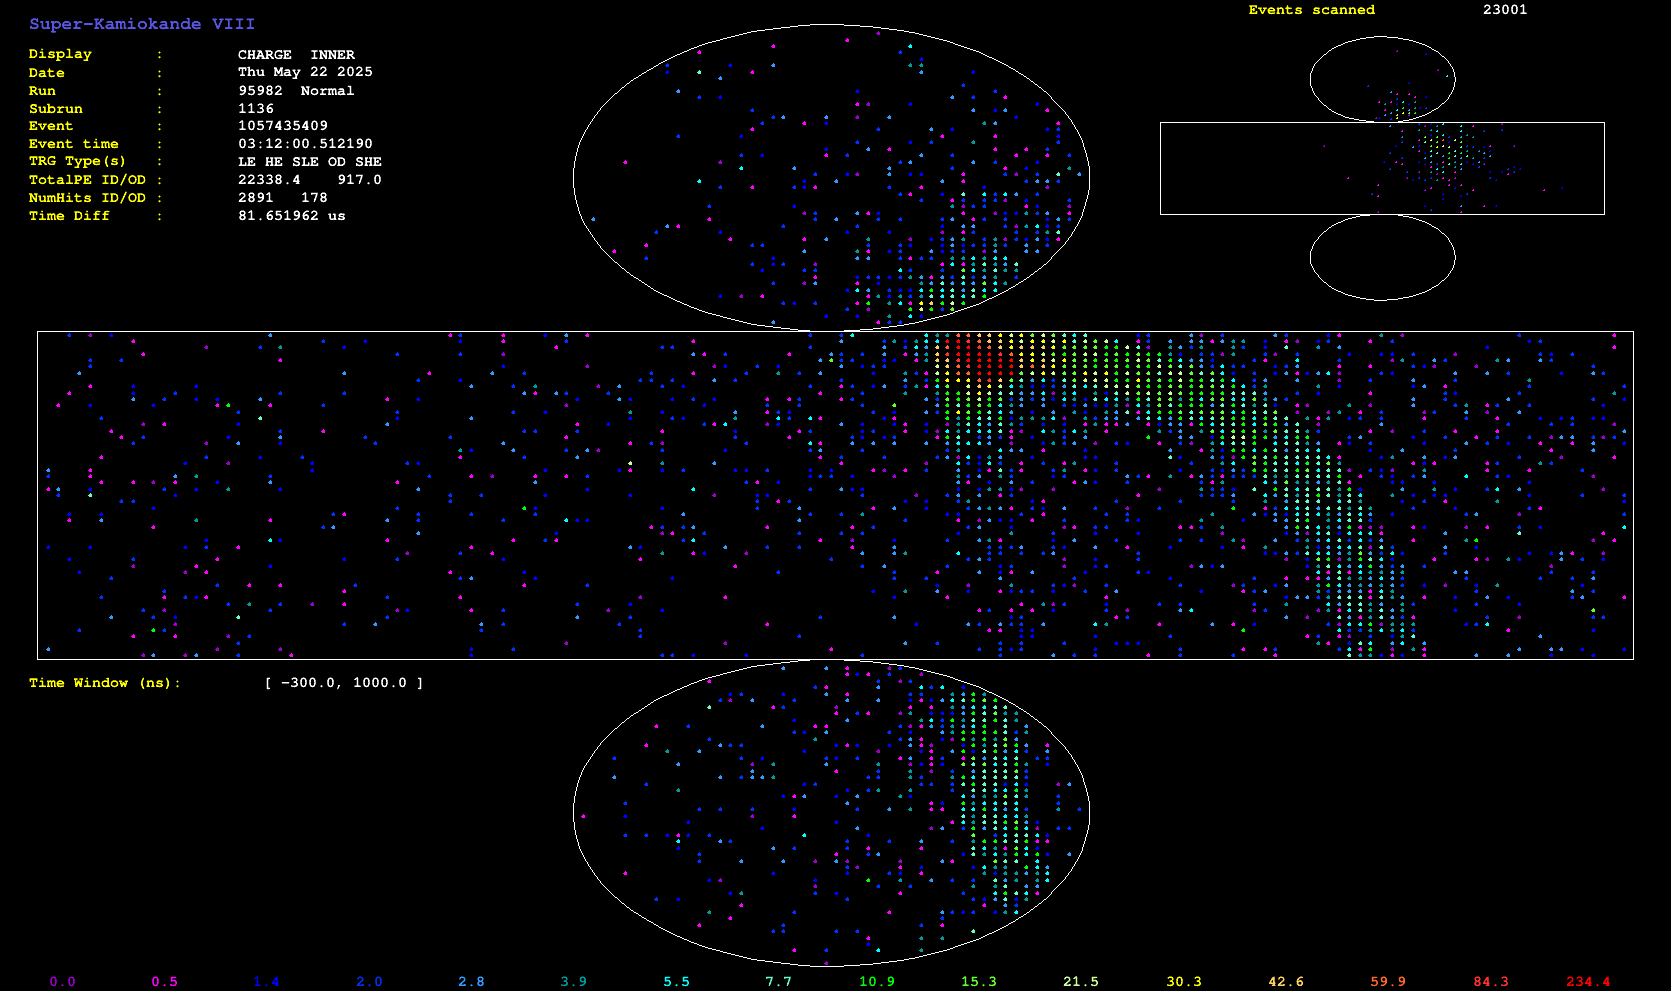 Super-Kamiokande VIII
Display : CHARGE INNER
Date : Thu May 22 2025
Run : 95982 Normal
Subrun : 1136
Event : 1057435409
Event time : 03:12:00.512190
TRG Type(s) : LE HE SLE OD SHE
TotalPE ID/OD : 22338.4 917.0
NumHits ID/OD : 2891 178
Time Diff : 81.651962 us
Events scanned 23001
Time Window (ns): [ -300.0, 1000.0 ]
0.0 0.5 1.4 2.0 2.8 3.9 5.5 7.7 10.9 15.3 21.5 30.3 42.6 59.9 84.3 234.4